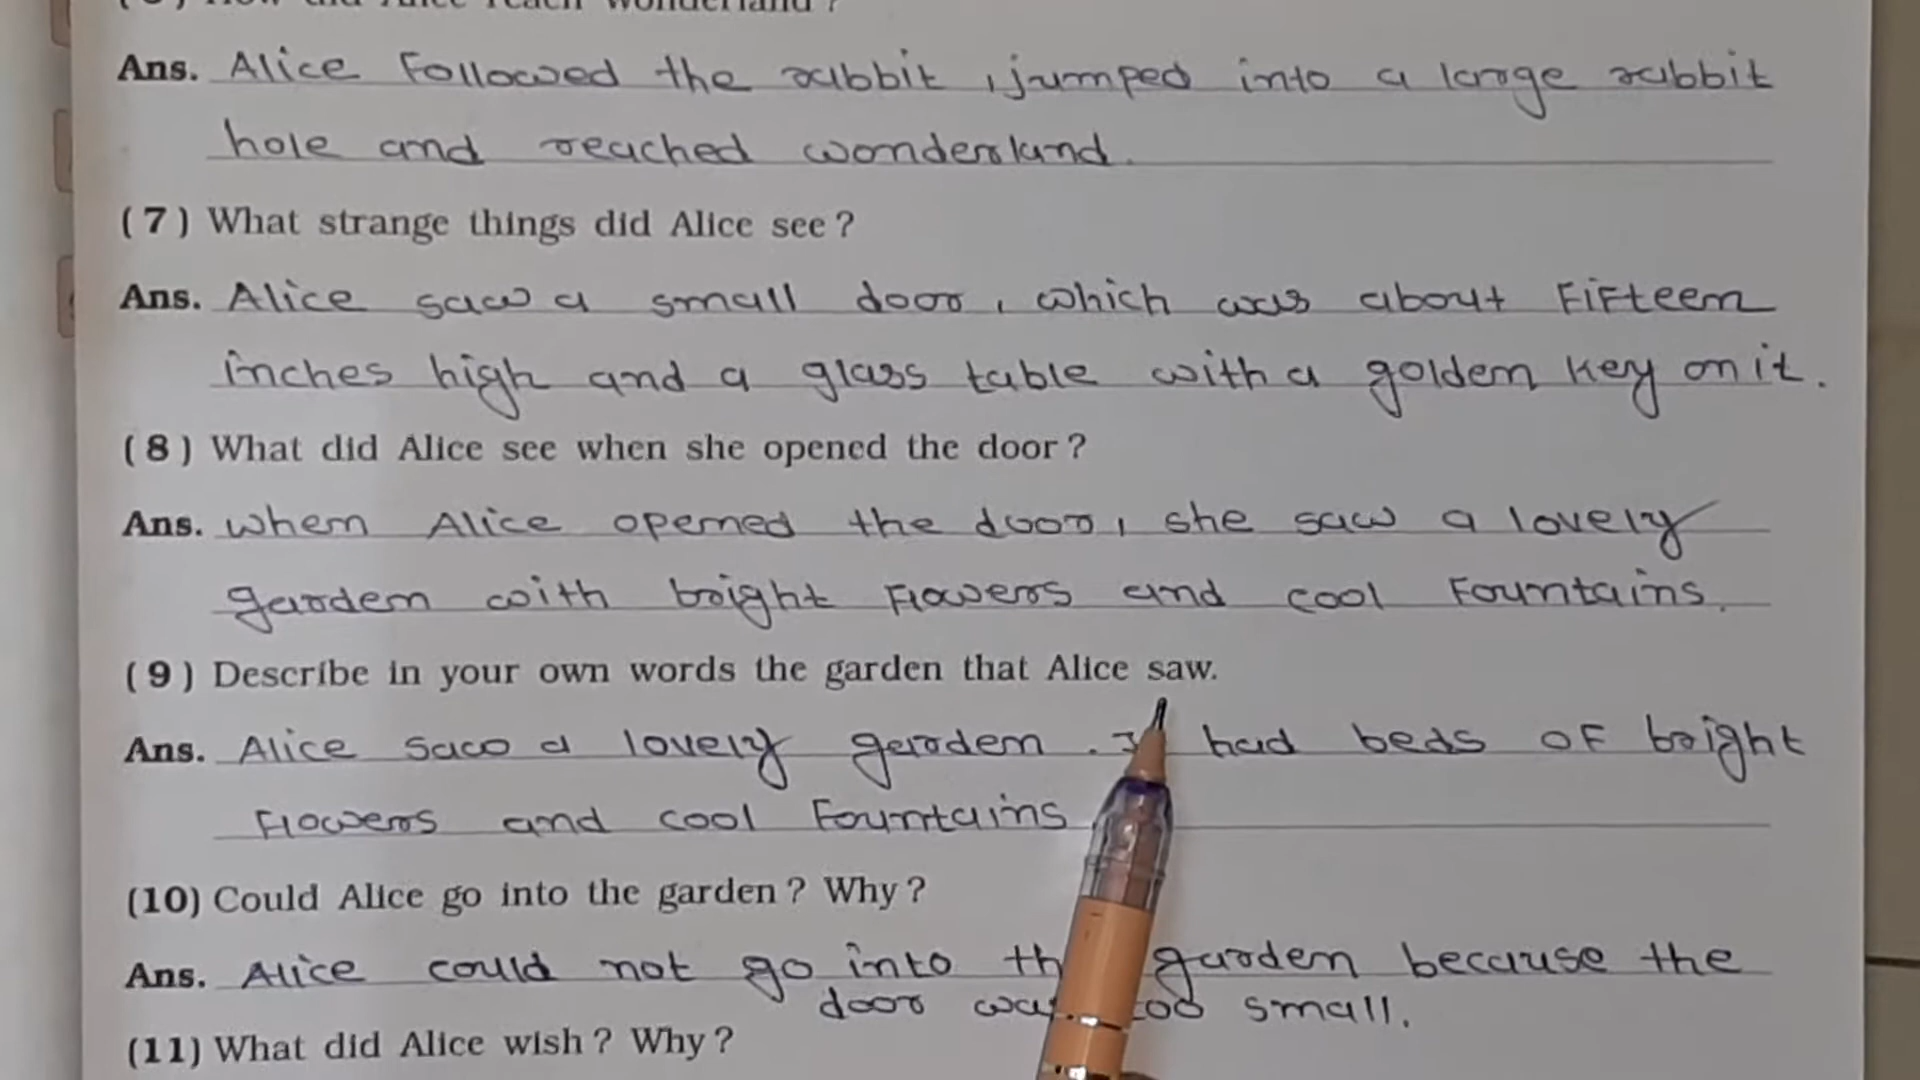 How did Alice reach wonderland?
Ans. Alice Followed the rabbit, jumped into a large rabbit
hole and reached wonderland.
(7) What strange things did Alice see?
Ans. Alice saw a small door, which was about FiFteen
inches high and a glass table with a golden key on it.
(8) What did Alice see when she opened the door?
Ans. when Alice opened the door, she saw a lovely
garden with bright Flowers and cool Fountains.
(9) Describe in your own words the garden that Alice saw.
Ans. Alice saw a lovely garden. had beds oF bright
Flowers and cool Fountains
(10) Could Alice go into the garden? Why?
Ans. Alice could not go into garden because the
door small.
(11) What did Alice wish? Why?